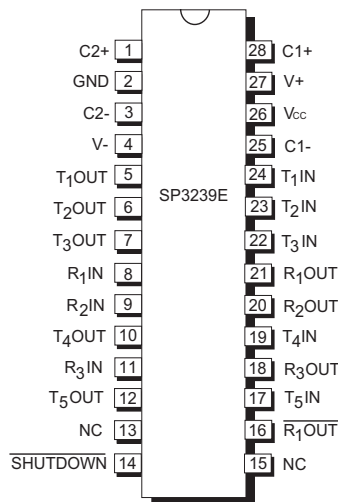 C2+ 1 28 C1+
GND 2 27 V+
C2- 3 26 Vcc
V- 4 25 C1-
T1OUT 5 24 T1IN
SP3239E
T2OUT 6 23 T2IN
T3OUT 7 22 T3IN
R1IN 8 21 R1OUT
R2IN 9 20 R2OUT
T4OUT 10 19 T4IN
R3IN 11 18 R3OUT
T5OUT 12 17 T5IN
NC 13 16 R1OUT
SHUTDOWN 14 15 NC